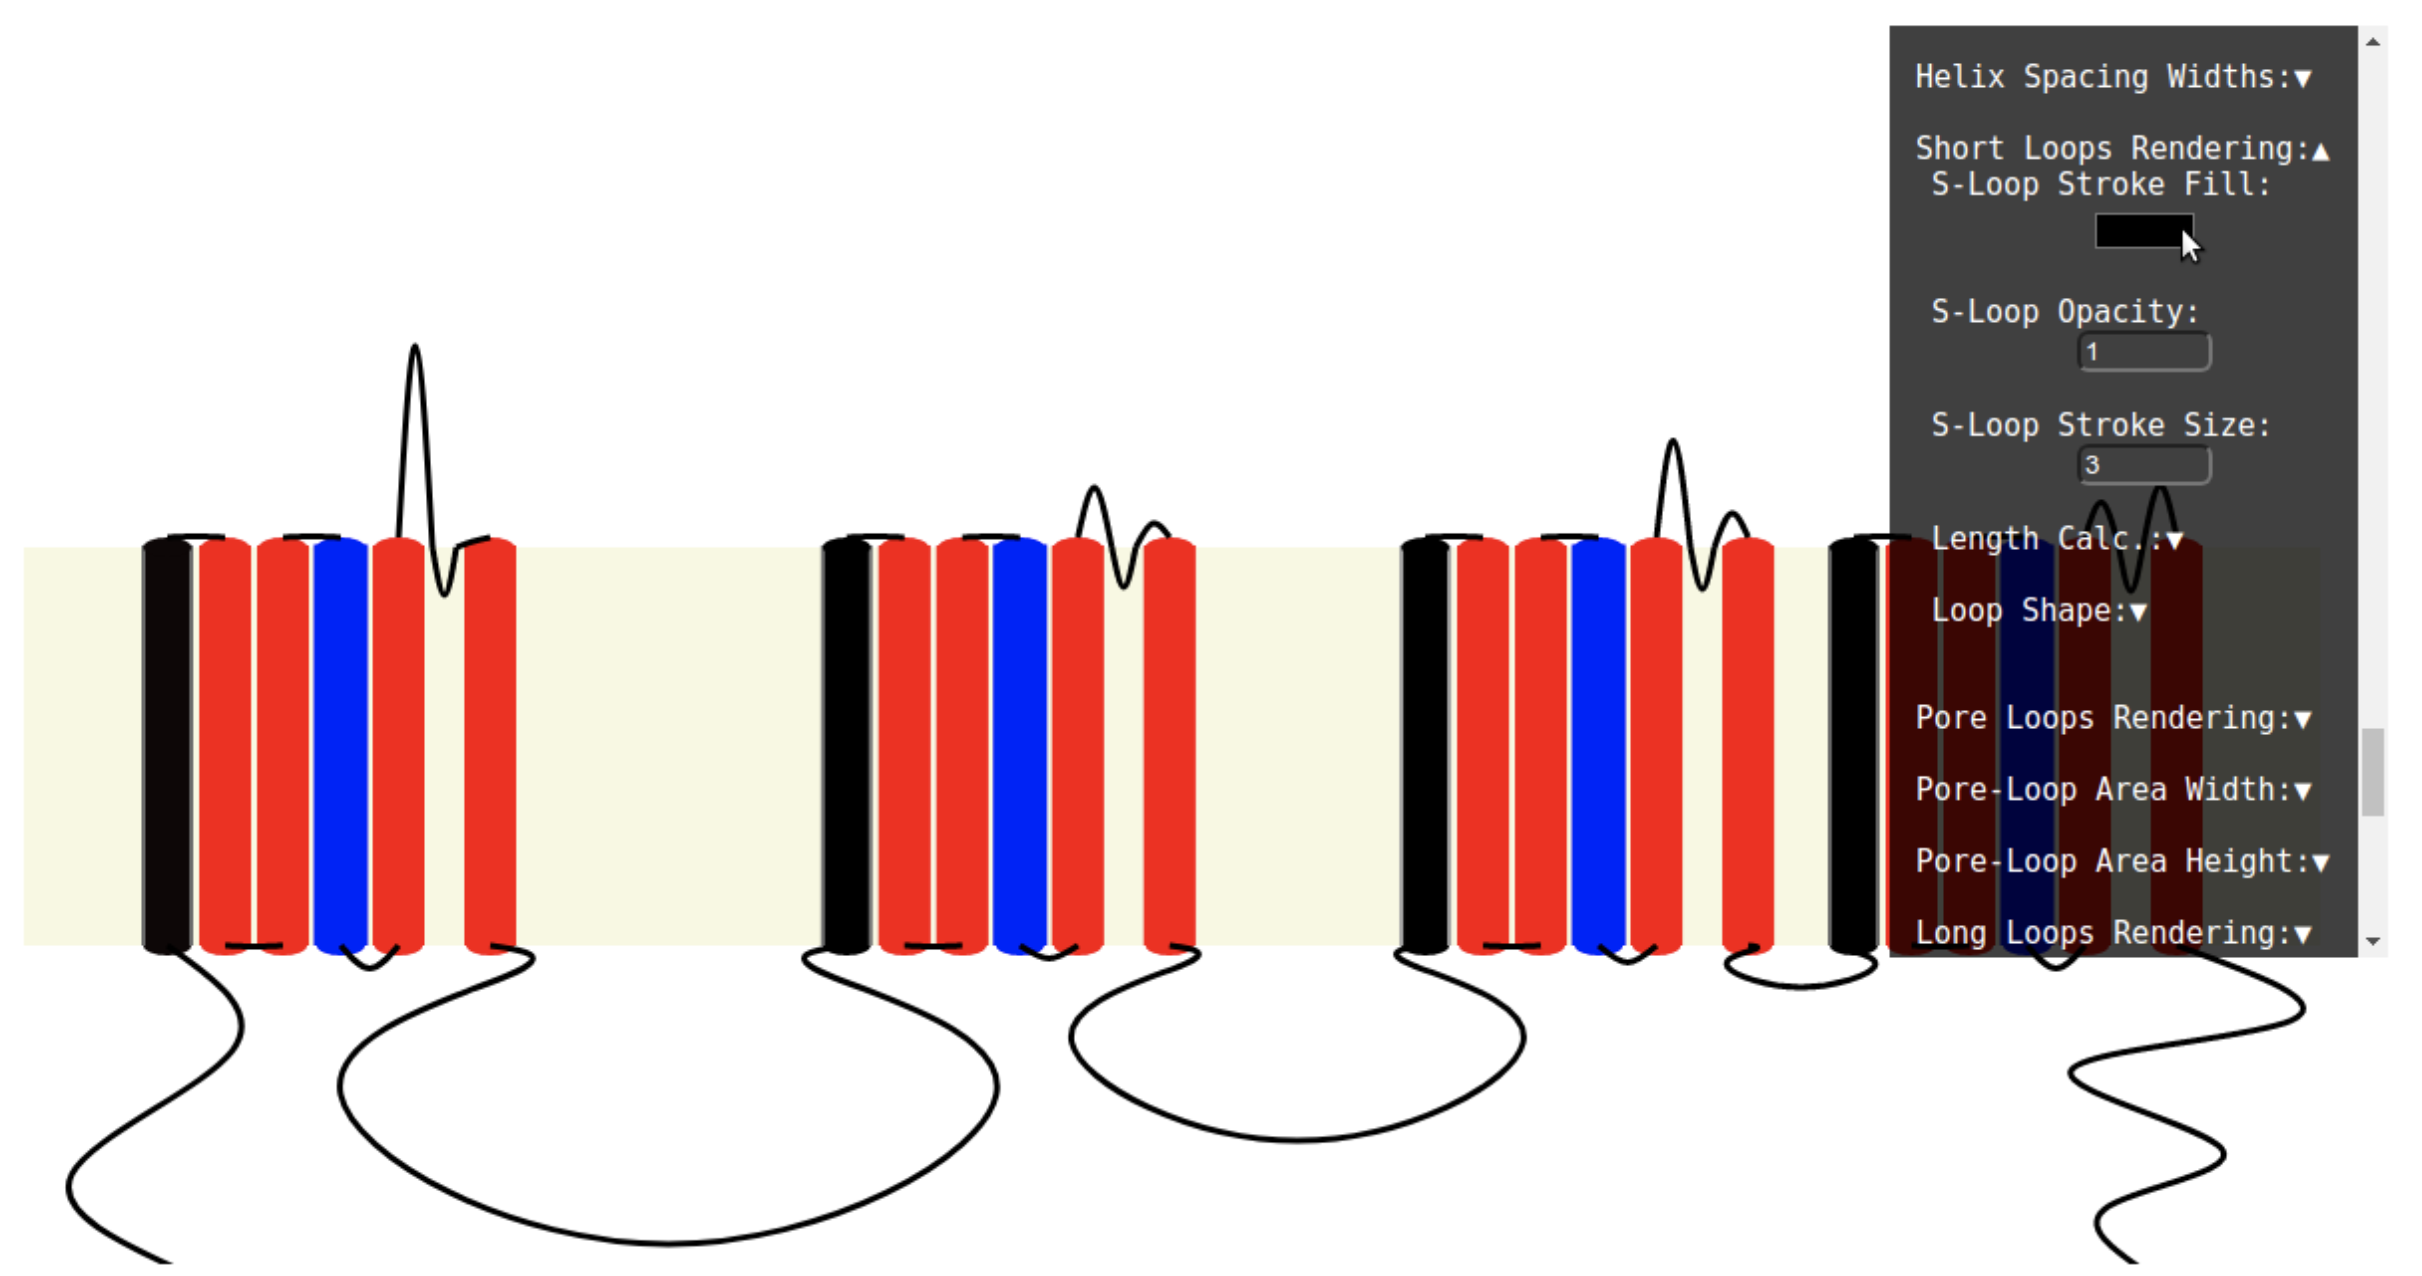 Helix Spacing Widths:▼
Short Loops Rendering:▲
S-Loop Stroke Fill:
S-Loop Opacity:
1
S-Loop Stroke Size:
3
Length Calc.:▼
Loop Shape:▼
Pore Loops Rendering:▼
Pore-Loop Area Width:▼
Pore-Loop Area Height:▼
Long Loops Rendering:▼